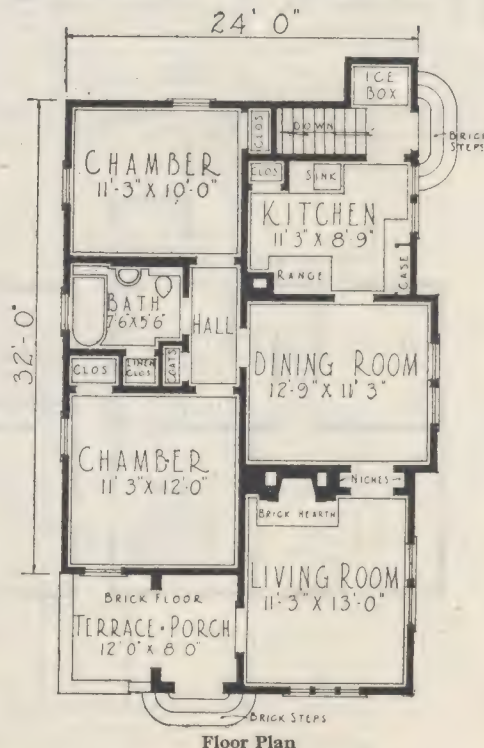 24' 0"
ICE
BOX
DOWN
CLOS
BRICK
STEPS
CHAMBER
11'-3" X 10'-0"
CLOS
SINK
KITCHEN
11' 3" X 8'-9"
RANGE
CASE
32'-0"
BATH
7'6"X5'6"
HALL
CLOS
LINEN
CLOS
COATS
DINING ROOM
12'-9" X 11' 3"
CHAMBER
11' 3" X 12'-0"
NICHES
BRICK HEARTH
LIVING ROOM
11'-3" X 13'-0"
BRICK FLOOR
TERRACE · PORCH
12' 0" X 8' 0"
BRICK STEPS
Floor Plan